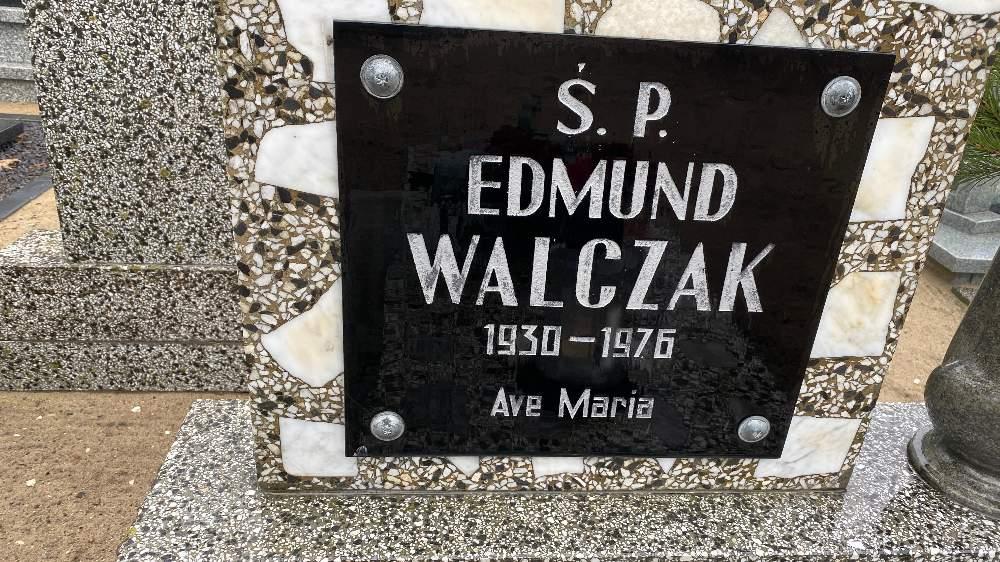 Ś. P.
EDMUND
WALCZAK
1930-1976
Ave Maria